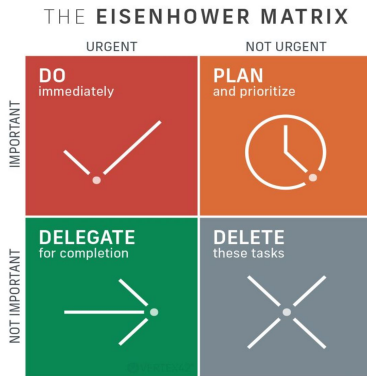 THE EISENHOWER MATRIX
URGENT
NOT URGENT
IMPORTANT
DO
immediately
PLAN
and prioritize
NOT IMPORTANT
DELEGATE
for completion
DELETE
these tasks